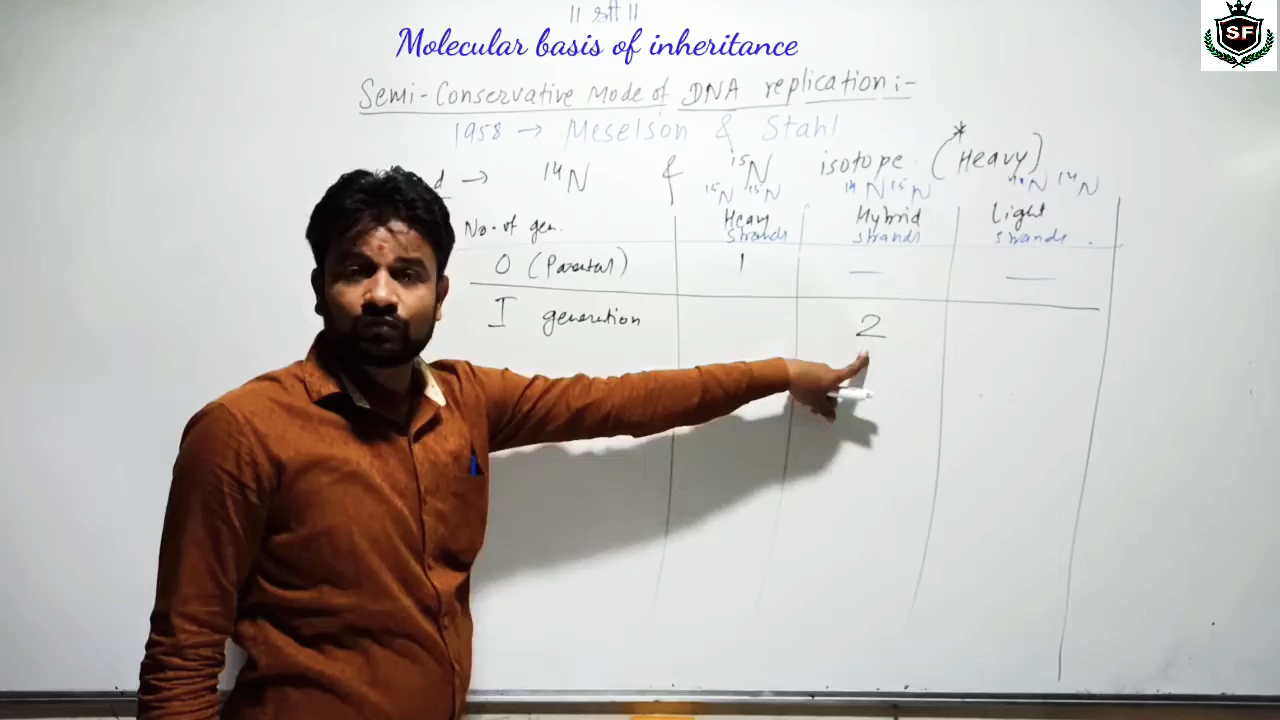 ॥ श्री ॥
SF
Molecular basis of inheritance
Semi-Conservative Mode of DNA replication :-
1958 → Meselson & Stahl
d → ¹⁴N & ¹⁵N isotope. (*Heavy)
¹⁵N ¹⁵N ¹⁴N ¹⁵N ¹⁴N ¹⁴N
No. of gen. Heavy strands Hybrid strands Light strands.
0 (Parental) 1 — —
I generation 2